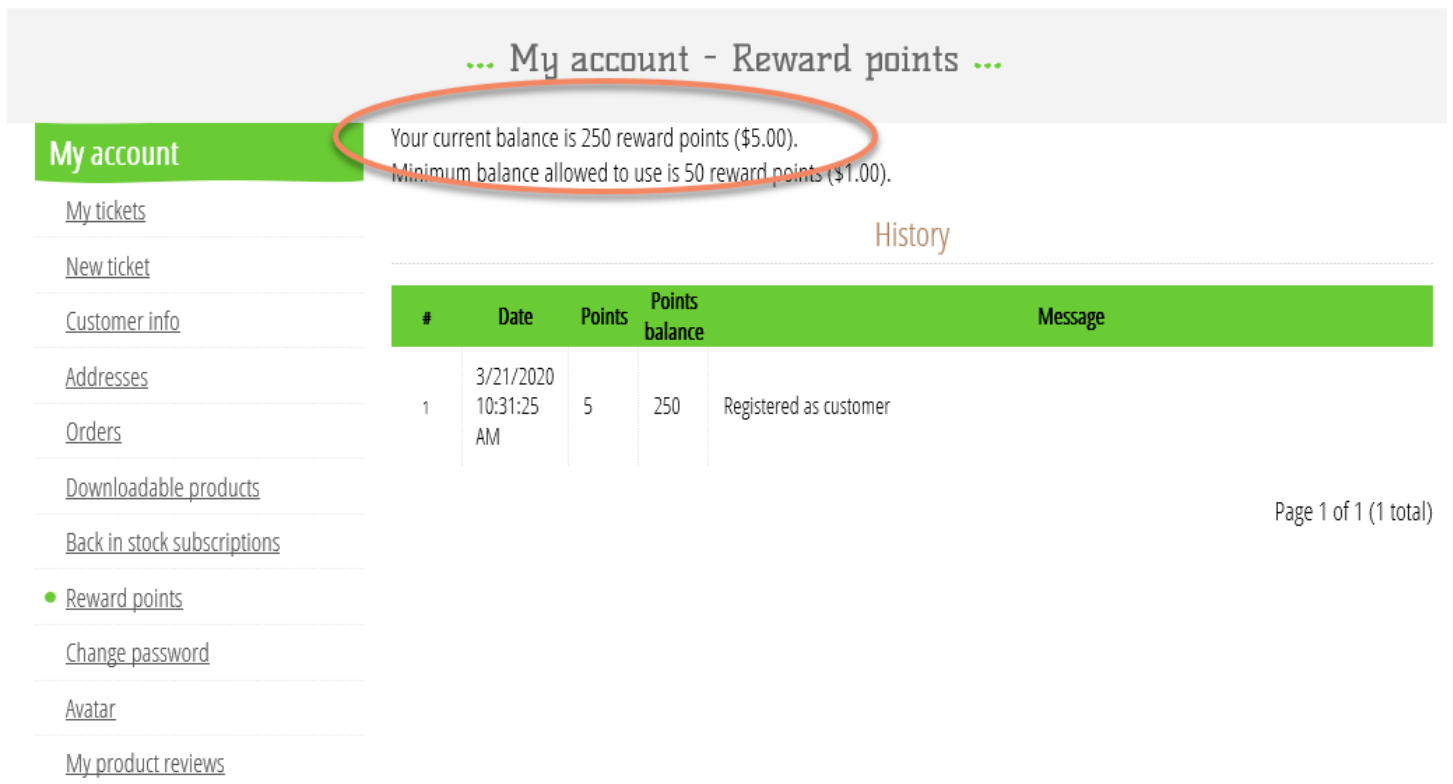 ... My account - Reward points ...
My account
My tickets
New ticket
Customer info
Addresses
Orders
Downloadable products
Back in stock subscriptions
Reward points
Change password
Avatar
My product reviews
Your current balance is 250 reward points ($5.00).
Minimum balance allowed to use is 50 reward points ($1.00).
History
# Date Points Points balance Message
1 3/21/2020 10:31:25 AM 5 250 Registered as customer
Page 1 of 1 (1 total)